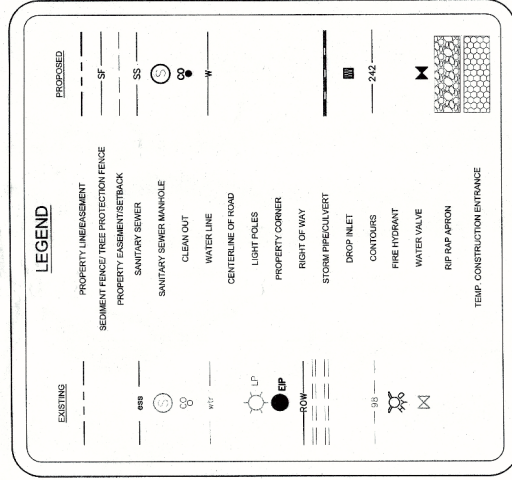 LEGEND
EXISTING PROPOSED
PROPERTY LINE/EASEMENT
SEDIMENT FENCE/ TREE PROTECTION FENCE SF
PROPERTY EASEMENT/SETBACK
ess SANITARY SEWER SS
S SANITARY SEWER MANHOLE S
CO CLEAN OUT CO
wtr WATER LINE W
CENTERLINE OF ROAD
LP LIGHT POLES
EIP PROPERTY CORNER
ROW RIGHT OF WAY
STORM PIPE/CULVERT
DROP INLET
98 CONTOURS 242
FIRE HYDRANT
WATER VALVE
RIP RAP APRON
TEMP. CONSTRUCTION ENTRANCE